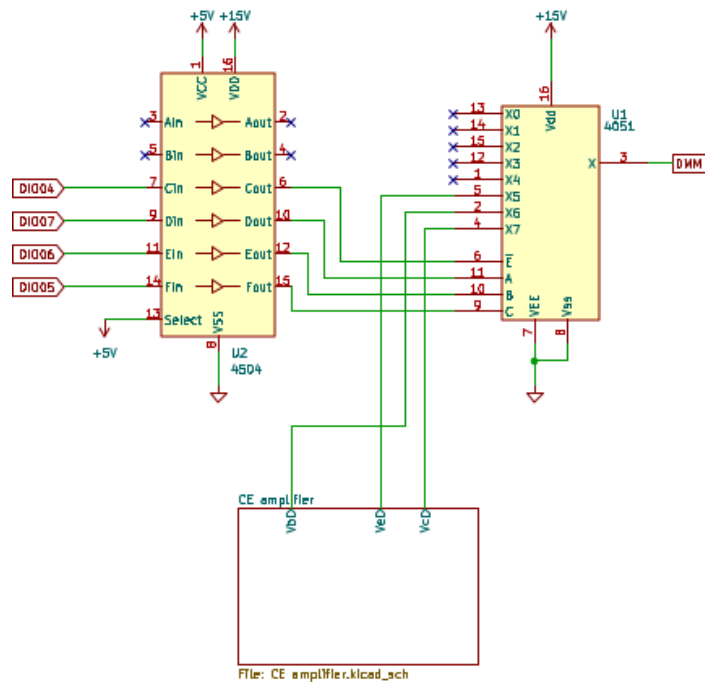 +5V +15V
1 16
VCC VDD
3 AIn Aout 2
5 BIn Bout 4
DIO04 7 CIn Cout 6
DIO07 9 DIn Dout 10
DIO06 11 EIn Eout 12
DIO05 14 FIn Fout 15
13 Select
VSS
8
+5V
U2
4504
+15V
16
Vdd
U1
4051
13 X0
14 X1
15 X2
12 X3
1 X4
5 X5
2 X6
4 X7
X 3 DMM
6 E
11 A
10 B
9 C
VEE Vss
7 8
CE amplifier
VbD VeD VcD
File: CE amplifier.kicad_sch